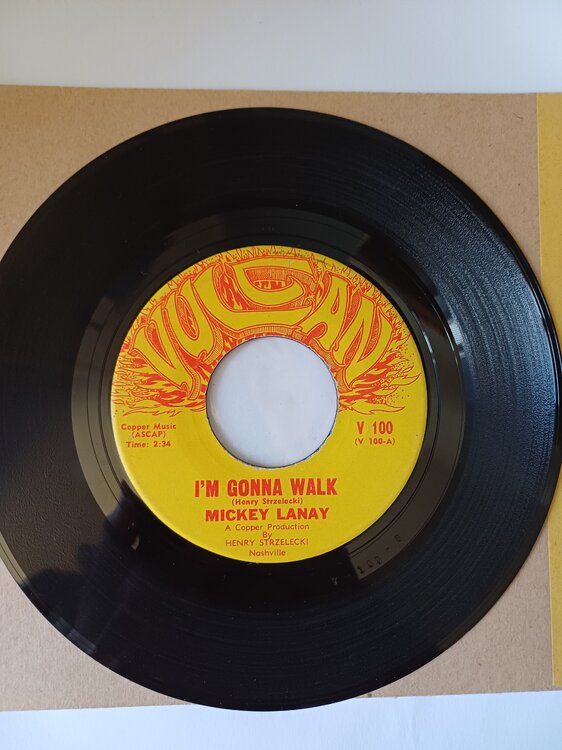 VULCAN
Copper Music
(ASCAP)
Time: 2:34
V 100
(V 100-A)
I'M GONNA WALK
(Henry Strzelecki)
MICKEY LANAY
A Copper Production
By
HENRY STRZELECKI
Nashville